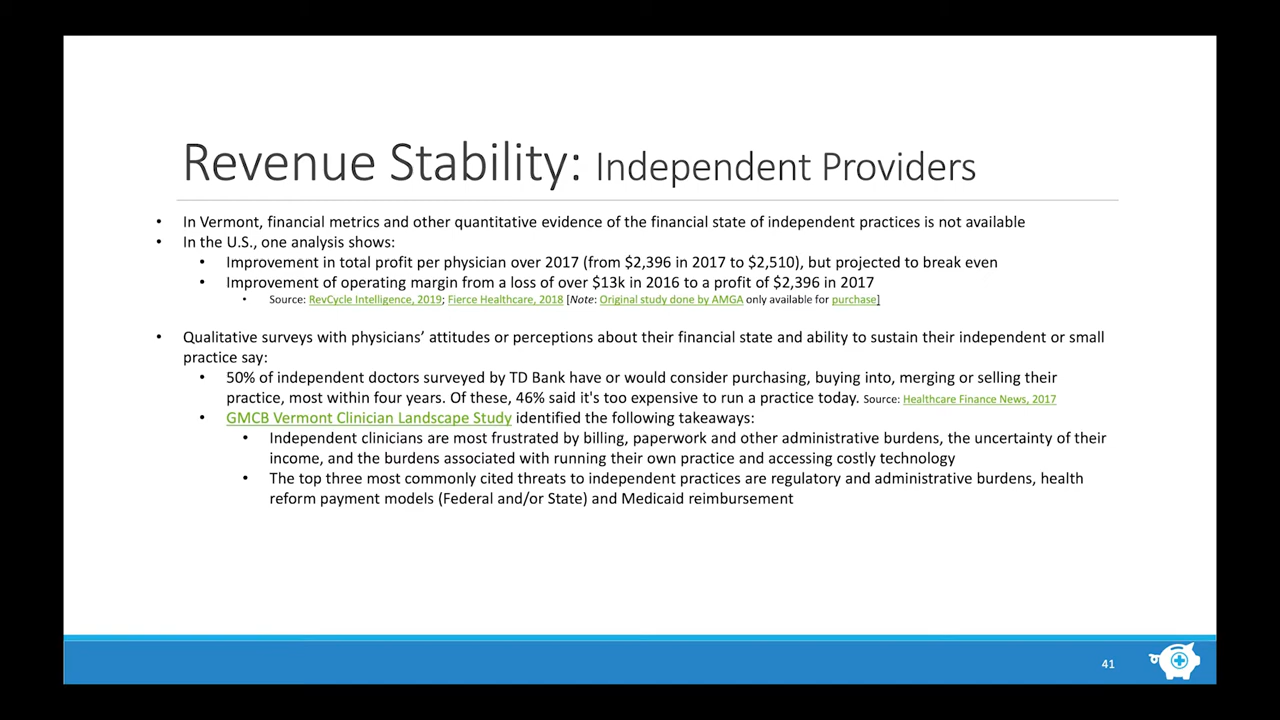 Revenue Stability: Independent Providers
• In Vermont, financial metrics and other quantitative evidence of the financial state of independent practices is not available
• In the U.S., one analysis shows:
• Improvement in total profit per physician over 2017 (from $2,396 in 2017 to $2,510), but projected to break even
• Improvement of operating margin from a loss of over $13k in 2016 to a profit of $2,396 in 2017
• Source: RevCycle Intelligence, 2019; Fierce Healthcare, 2018 [Note: Original study done by AMGA only available for purchase]
• Qualitative surveys with physicians’ attitudes or perceptions about their financial state and ability to sustain their independent or small
practice say:
• 50% of independent doctors surveyed by TD Bank have or would consider purchasing, buying into, merging or selling their
practice, most within four years. Of these, 46% said it's too expensive to run a practice today. Source: Healthcare Finance News, 2017
• GMCB Vermont Clinician Landscape Study identified the following takeaways:
• Independent clinicians are most frustrated by billing, paperwork and other administrative burdens, the uncertainty of their
income, and the burdens associated with running their own practice and accessing costly technology
• The top three most commonly cited threats to independent practices are regulatory and administrative burdens, health
reform payment models (Federal and/or State) and Medicaid reimbursement
41